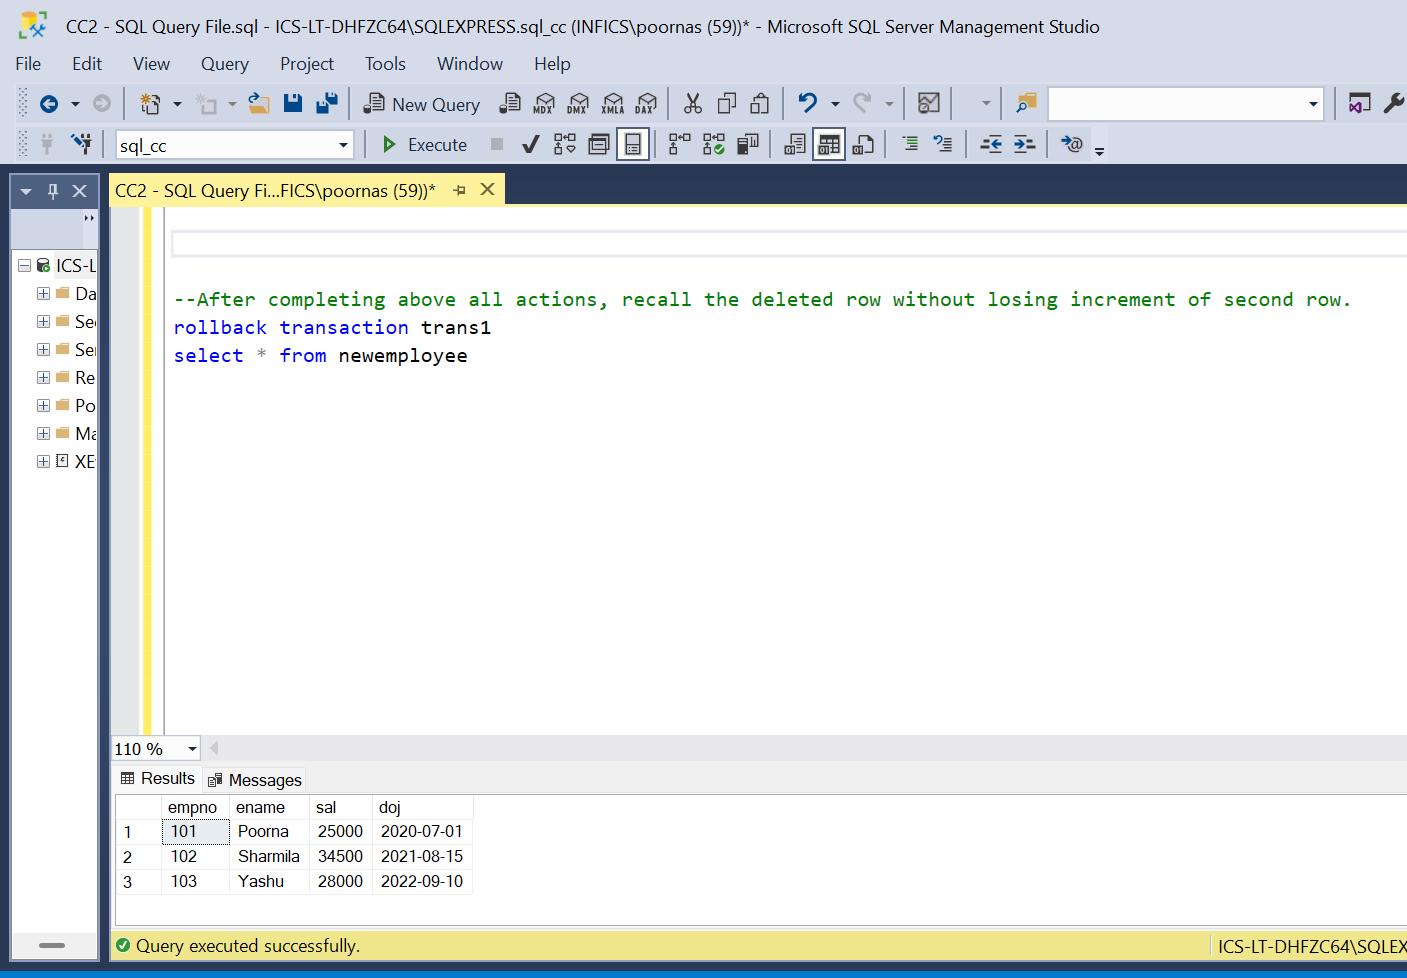 CC2 - SQL Query File.sql - ICS-LT-DHFZC64\SQLEXPRESS.sql_cc (INFICS\poornas (59))* - Microsoft SQL Server Management Studio
File Edit View Query Project Tools Window Help
New Query MDX DMX XMLA DAX
sql_cc Execute
CC2 - SQL Query Fi...FICS\poornas (59))*
ICS-L
Da
Sec
Ser
Re
Po
Ma
XE
--After completing above all actions, recall the deleted row without losing increment of second row.
rollback transaction trans1
select * from newemployee
110 %
Results Messages
empno ename sal doj
1 101 Poorna 25000 2020-07-01
2 102 Sharmila 34500 2021-08-15
3 103 Yashu 28000 2022-09-10
Query executed successfully. ICS-LT-DHFZC64\SQLEX